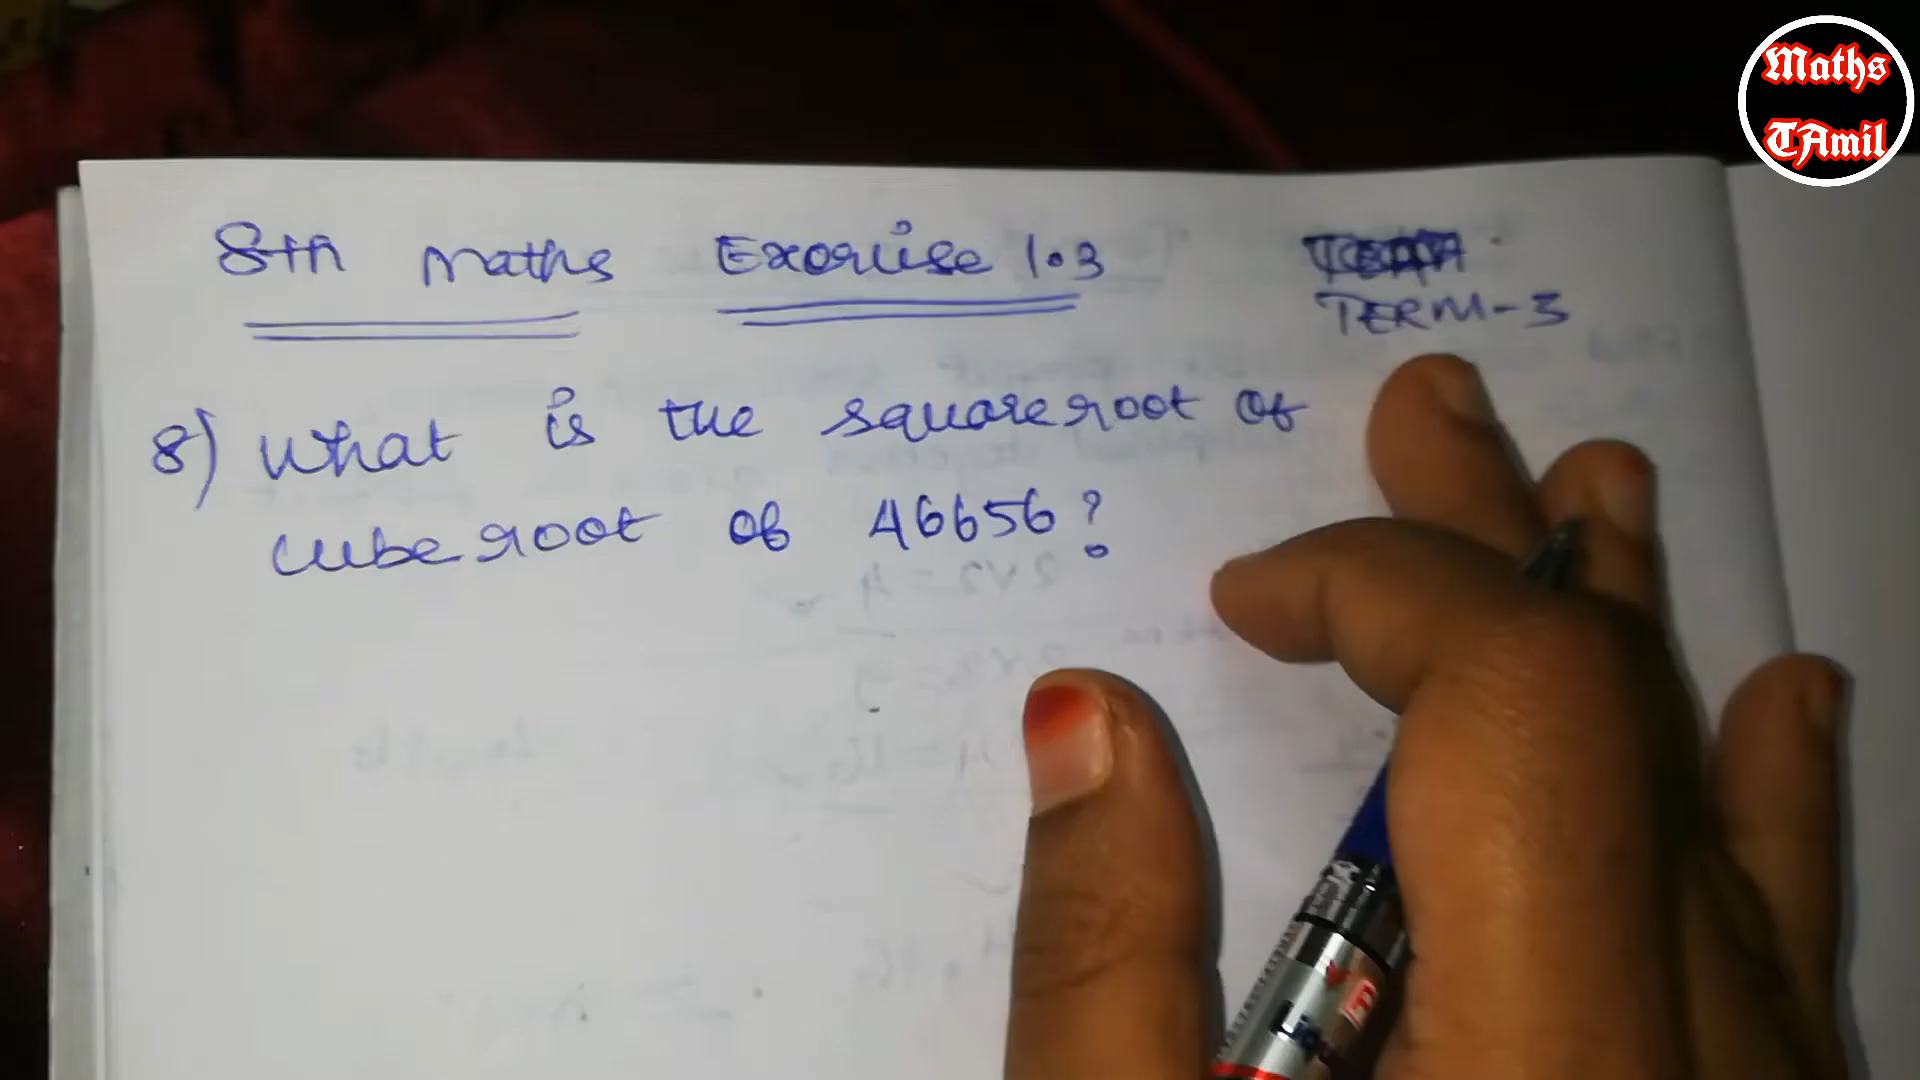 Maths
TAmil
8th Maths Exercise 1.3
TERM-3
8) What is the squareroot of
cuberoot of 46656?